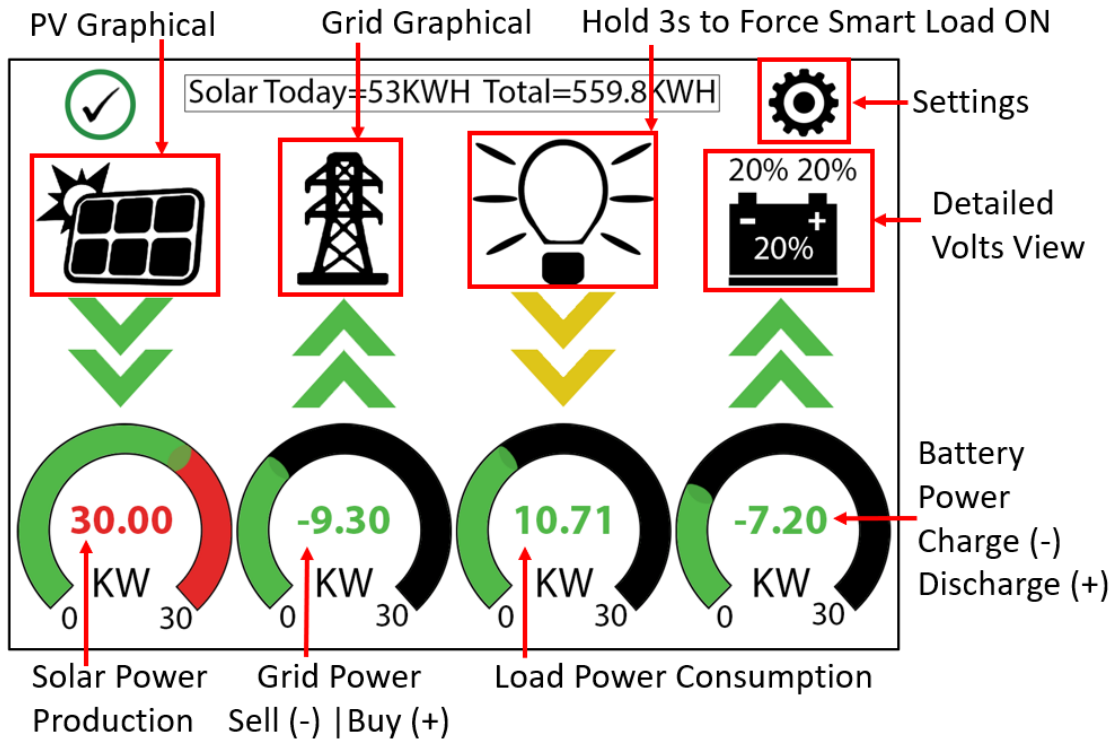 PV Graphical
Grid Graphical
Hold 3s to Force Smart Load ON
Solar Today=53KWH Total=559.8KWH
Settings
20% 20%
- +
20%
Detailed
Volts View
30.00
KW
0 30
-9.30
KW
0 30
10.71
KW
0 30
-7.20
KW
0 30
Battery
Power
Charge (-)
Discharge (+)
Solar Power
Production
Grid Power
Sell (-) |Buy (+)
Load Power Consumption